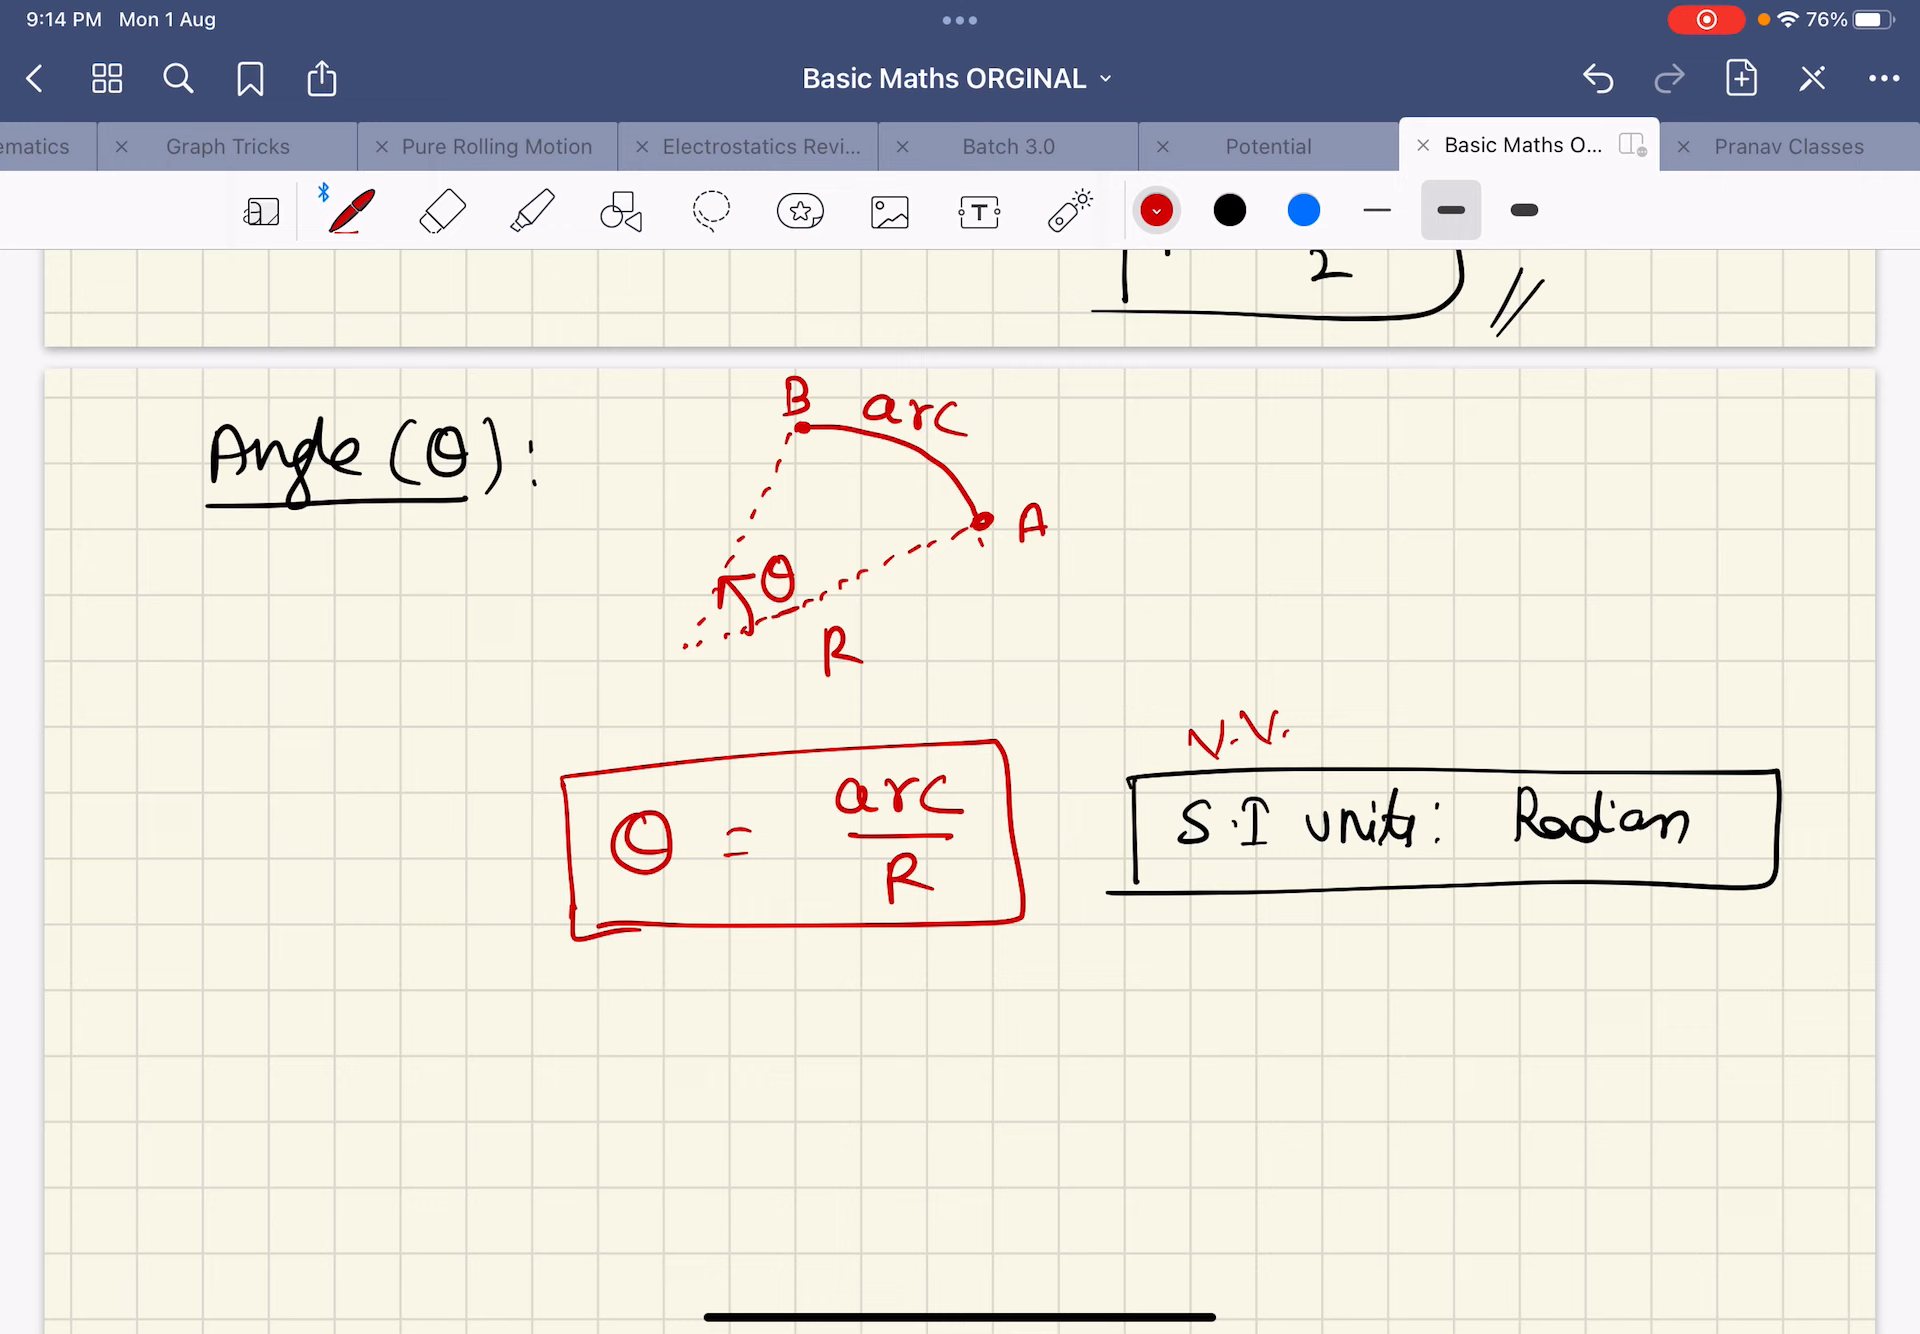 9:14 PM Mon 1 Aug
76%
Basic Maths ORGINAL
ematics
Graph Tricks
Pure Rolling Motion
Electrostatics Revi...
Batch 3.0
Potential
Basic Maths O...
Pranav Classes
2
Angle (θ) :
B arc
A
θ
R
θ = arc / R
V.V.
S.I units: Radian